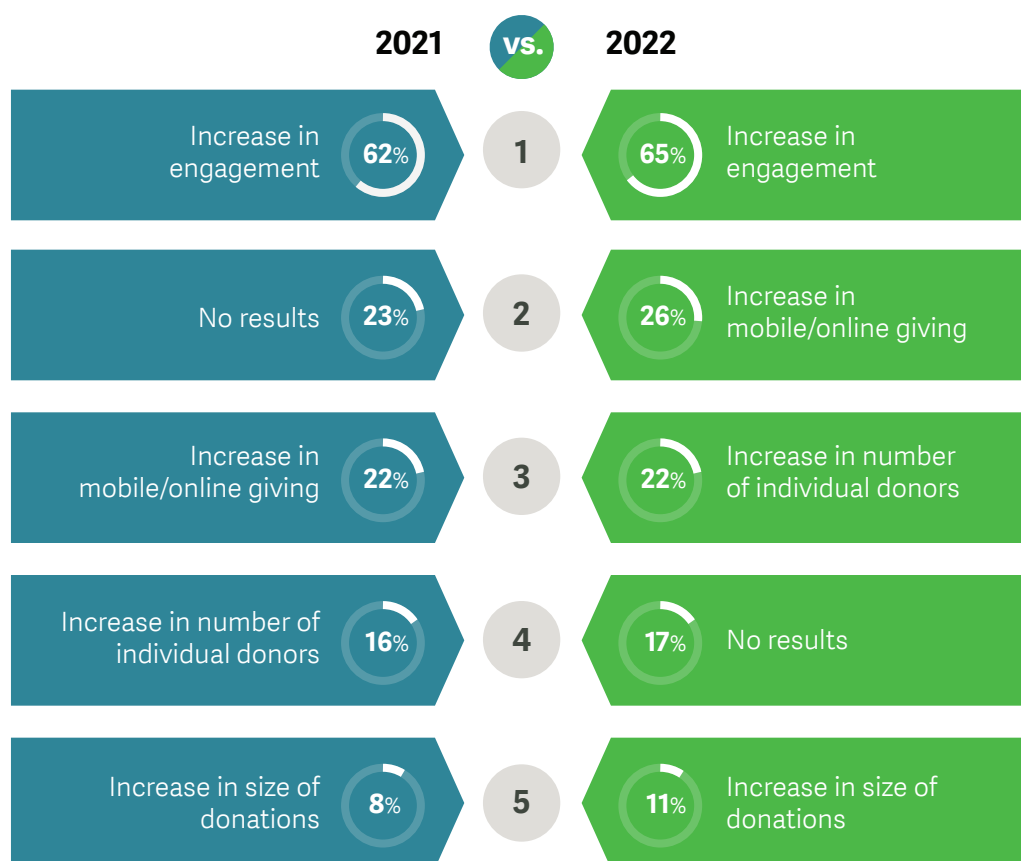 2021 vs. 2022
Increase in
engagement
62%
1
65%
Increase in
engagement
No results
23%
2
26%
Increase in
mobile/online giving
Increase in
mobile/online giving
22%
3
22%
Increase in number
of individual donors
Increase in number of
individual donors
16%
4
17%
No results
Increase in size of
donations
8%
5
11%
Increase in size of
donations